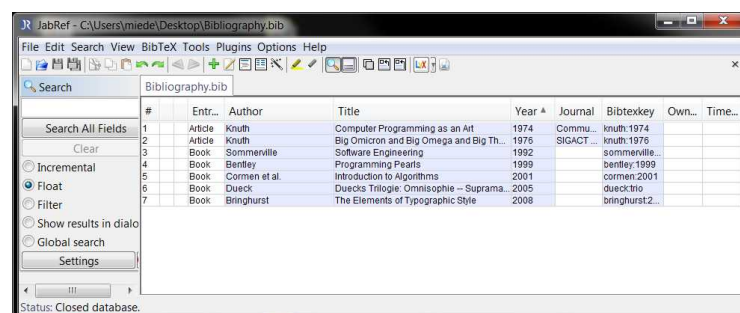 JabRef - C:\Users\miede\Desktop\Bibliography.bib
File Edit Search View BibTeX Tools Plugins Options Help
Search
Bibliography.bib
# Entr... Author Title Year Journal Bibtexkey Own... Time...
Search All Fields
Clear
Incremental
Float
Filter
Show results in dialo
Global search
Settings
1 Article Knuth Computer Programming as an Art 1974 Commu... knuth:1974
2 Article Knuth Big Omicron and Big Omega and Big Th... 1976 SIGACT ... knuth:1976
3 Book Sommerville Software Engineering 1992 sommerville...
4 Book Bentley Programming Pearls 1999 bentley:1999
5 Book Cormen et al. Introduction to Algorithms 2001 cormen:2001
6 Book Dueck Duecks Trilogie: Omnisophie -- Suprama... 2005 dueck:trio
7 Book Bringhurst The Elements of Typographic Style 2008 bringhurst:2...
Status: Closed database.